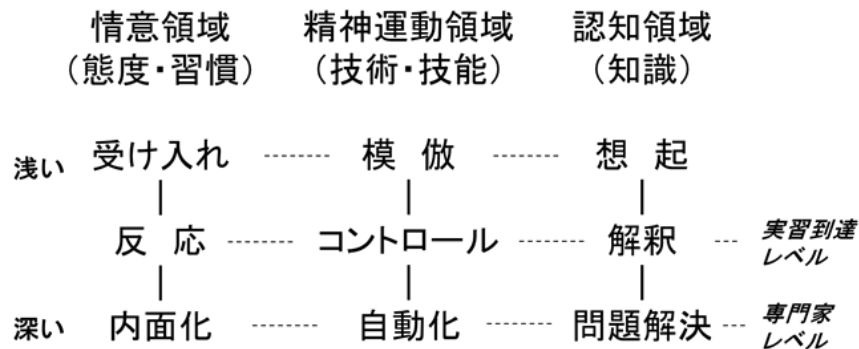 情意領域 精神運動領域 認知領域
（態度・習慣） （技術・技能） （知識）
浅い 受け入れ 模 倣 想 起
反 応 コントロール 解釈 実習到達
レベル
深い 内面化 自動化 問題解決 専門家
レベル